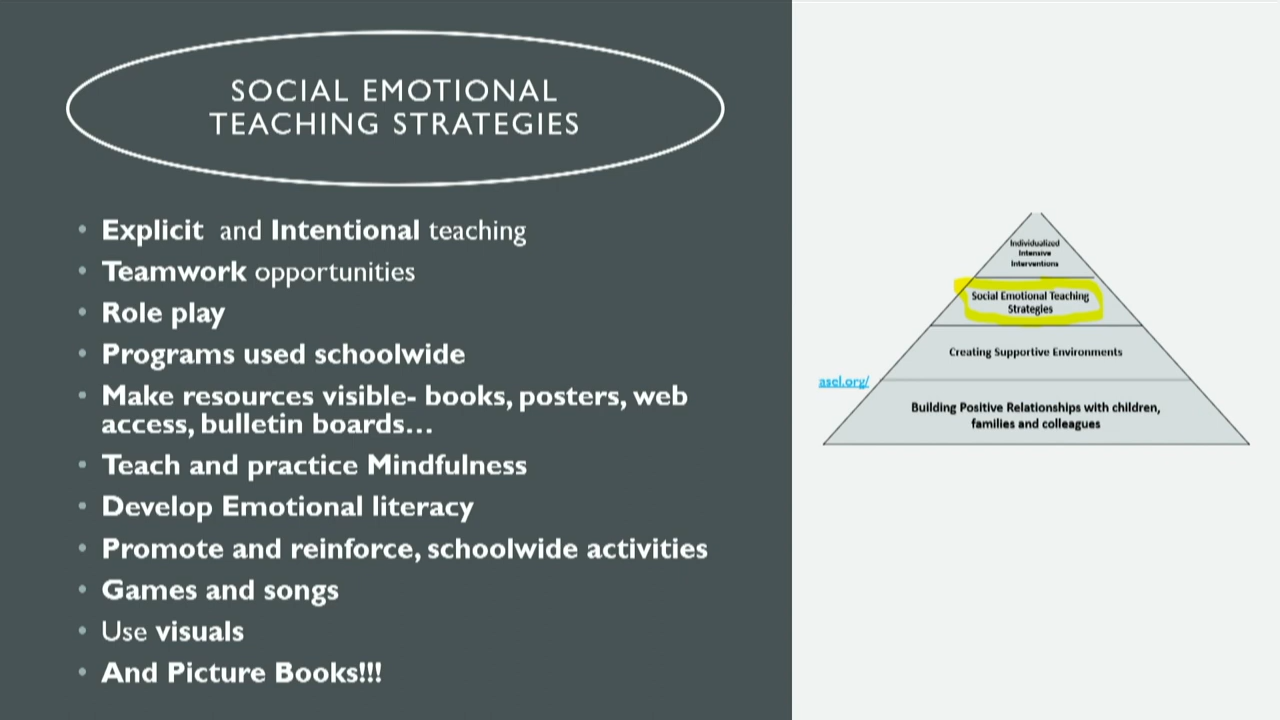 SOCIAL EMOTIONAL
TEACHING STRATEGIES
• Explicit and Intentional teaching
• Teamwork opportunities
• Role play
• Programs used schoolwide
• Make resources visible- books, posters, web
access, bulletin boards...
• Teach and practice Mindfulness
• Develop Emotional literacy
• Promote and reinforce, schoolwide activities
• Games and songs
• Use visuals
• And Picture Books!!!
Individualized
Intensive
Interventions
Social Emotional Teaching
Strategies
Creating Supportive Environments
asel.org/
Building Positive Relationships with children,
families and colleagues